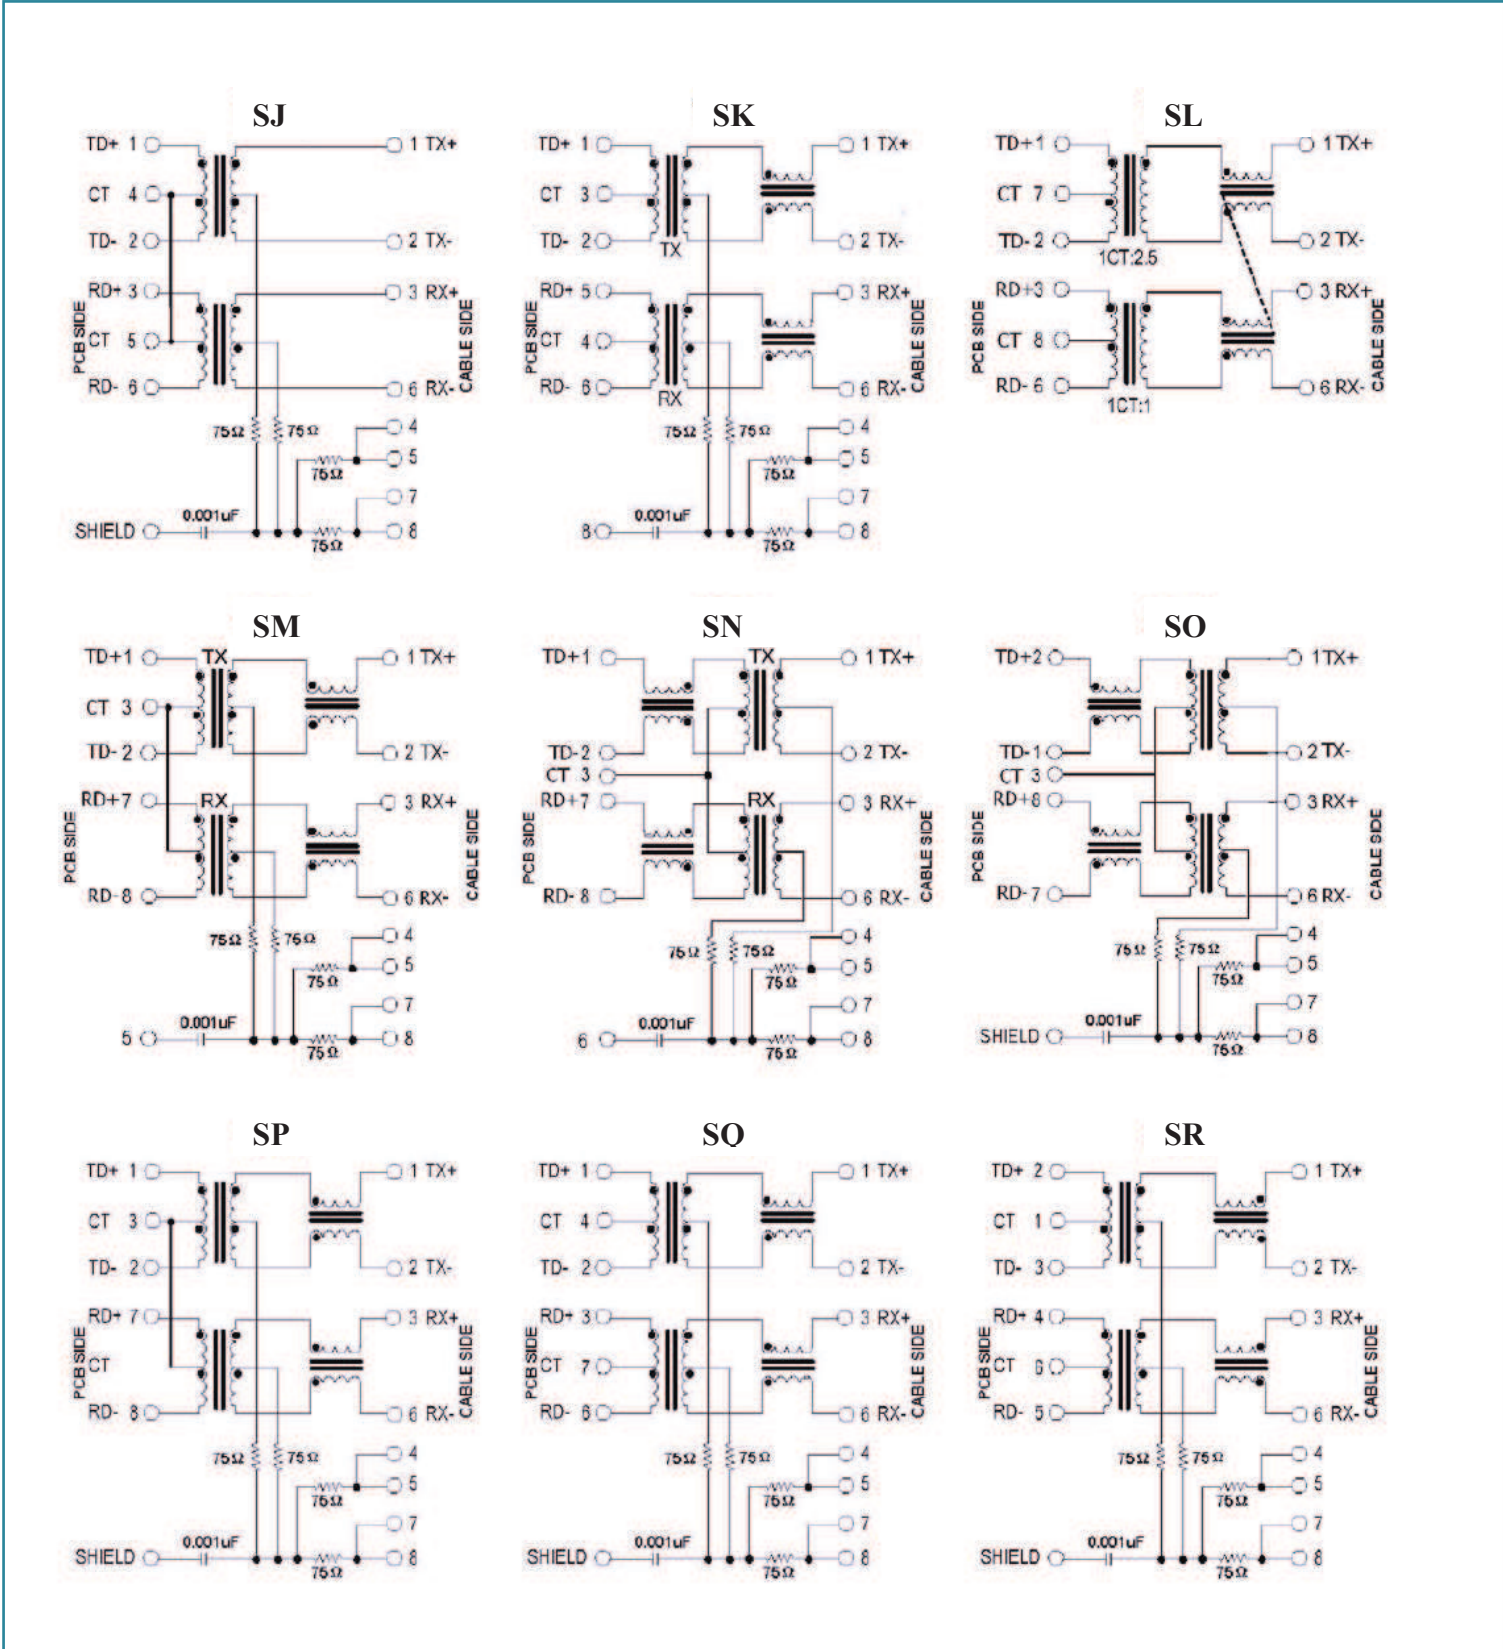 SJ
TD+ 1
1 TX+
CT 4
TD- 2
2 TX-
RD+ 3
3 RX+
PCB SIDE
CT 5
CABLE SIDE
RD- 6
6 RX-
75Ω
75Ω
4
75Ω
5
7
SHIELD
0.001uF
75Ω
8
SK
TD+ 1
1 TX+
CT 3
TD- 2
TX
2 TX-
RD+ 5
3 RX+
PCB SIDE
CT 4
CABLE SIDE
RD- 6
RX
6 RX-
75Ω
75Ω
4
75Ω
5
7
8
0.001uF
75Ω
8
SL
TD+1
1TX+
CT 7
TD-2
2 TX-
1CT:2.5
RD+3
3 RX+
PCB SIDE
CT 8
CABLE SIDE
RD-6
6 RX-
1CT:1
SM
TD+1
TX
1 TX+
CT 3
TD-2
2 TX-
RD+7
RX
3 RX+
PCB SIDE
CABLE SIDE
RD-8
6 RX-
75Ω
75Ω
4
75Ω
5
7
5
0.001uF
75Ω
8
SN
TD+1
TX
1 TX+
TD-2
2 TX-
CT 3
RD+7
RX
3 RX+
PCB SIDE
CABLE SIDE
RD-8
6 RX-
75Ω
75Ω
4
75Ω
5
7
6
0.001uF
75Ω
8
SO
TD+2
1TX+
TD-1
2 TX-
CT 3
RD+8
3 RX+
PCB SIDE
CABLE SIDE
RD-7
6 RX-
75Ω
75Ω
4
75Ω
5
7
SHIELD
0.001uF
75Ω
8
SP
TD+ 1
1 TX+
CT 3
TD- 2
2 TX-
RD+ 7
3 RX+
PCB SIDE
CT
CABLE SIDE
RD- 8
6 RX-
75Ω
75Ω
4
75Ω
5
7
SHIELD
0.001uF
75Ω
8
SQ
TD+ 1
1 TX+
CT 4
TD- 2
2 TX-
RD+ 3
3 RX+
PCB SIDE
CT 7
CABLE SIDE
RD- 6
6 RX-
75Ω
75Ω
4
75Ω
5
7
SHIELD
0.001uF
75Ω
8
SR
TD+ 2
1 TX+
CT 1
TD- 3
2 TX-
RD+ 4
3 RX+
PCB SIDE
CT 6
CABLE SIDE
RD- 5
6 RX-
75Ω
75Ω
4
75Ω
5
7
SHIELD
0.001uF
75Ω
8